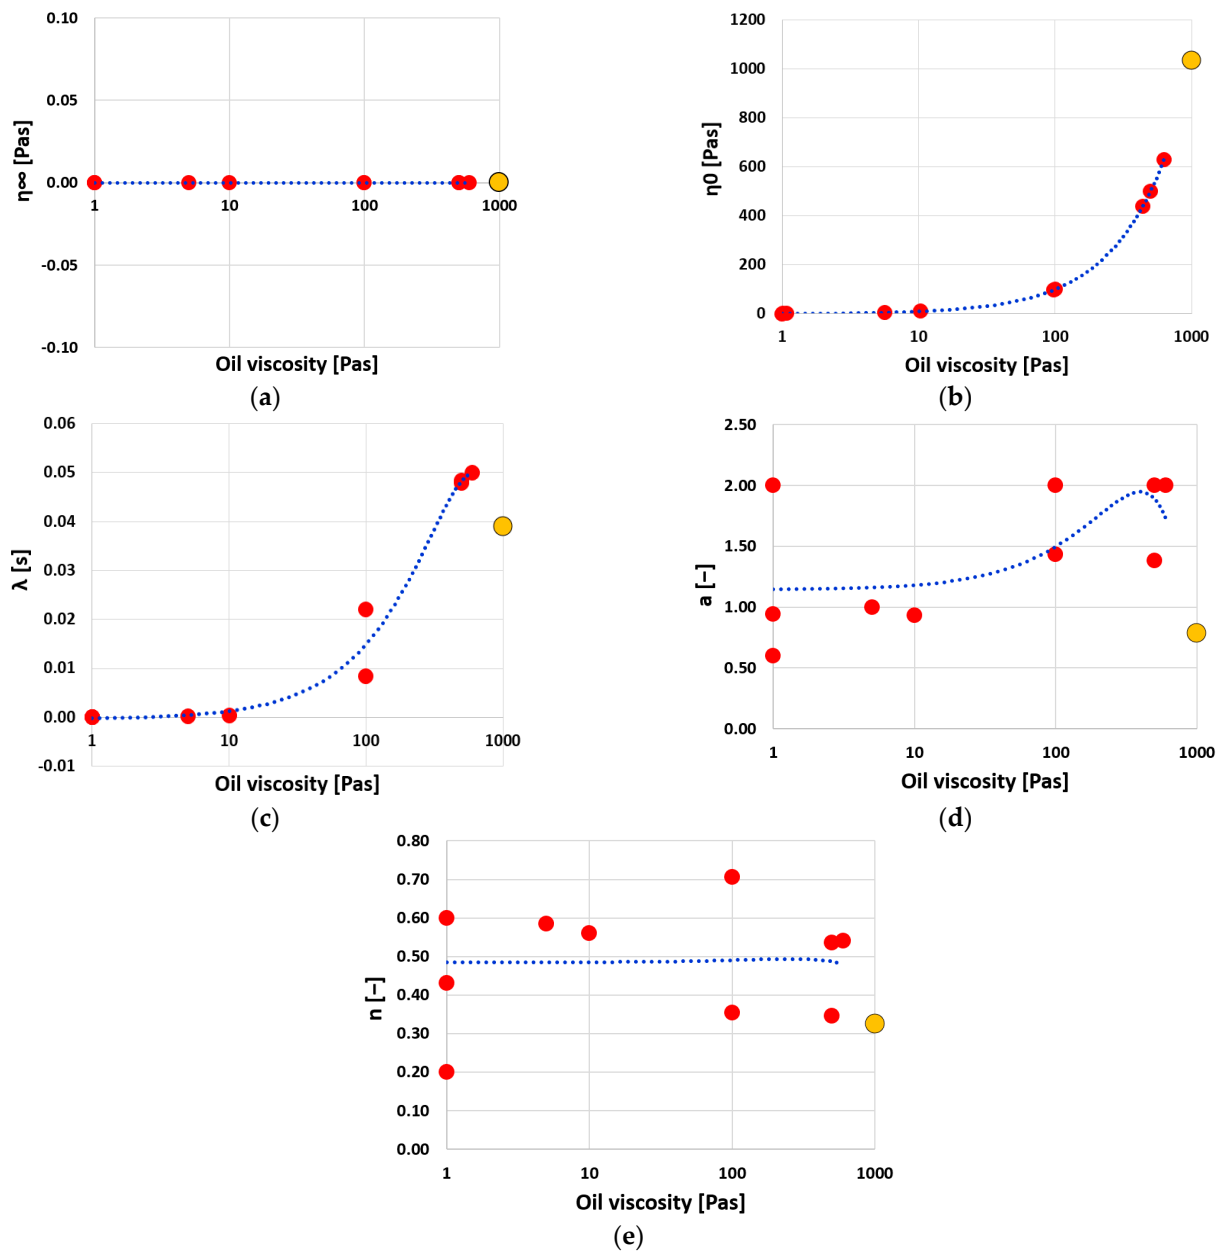 0.10
0.05
0.00
-0.05
-0.10
η∞ [Pas]
1 10 100 1000
Oil viscosity [Pas]
(a)
1200
1000
800
600
400
200
0
η0 [Pas]
1 10 100 1000
Oil viscosity [Pas]
(b)
0.06
0.05
0.04
0.03
0.02
0.01
0.00
-0.01
λ [s]
1 10 100 1000
Oil viscosity [Pas]
(c)
2.50
2.00
1.50
1.00
0.50
0.00
a [–]
1 10 100 1000
Oil viscosity [Pas]
(d)
0.80
0.70
0.60
0.50
0.40
0.30
0.20
0.10
0.00
n [–]
1 10 100 1000
Oil viscosity [Pas]
(e)